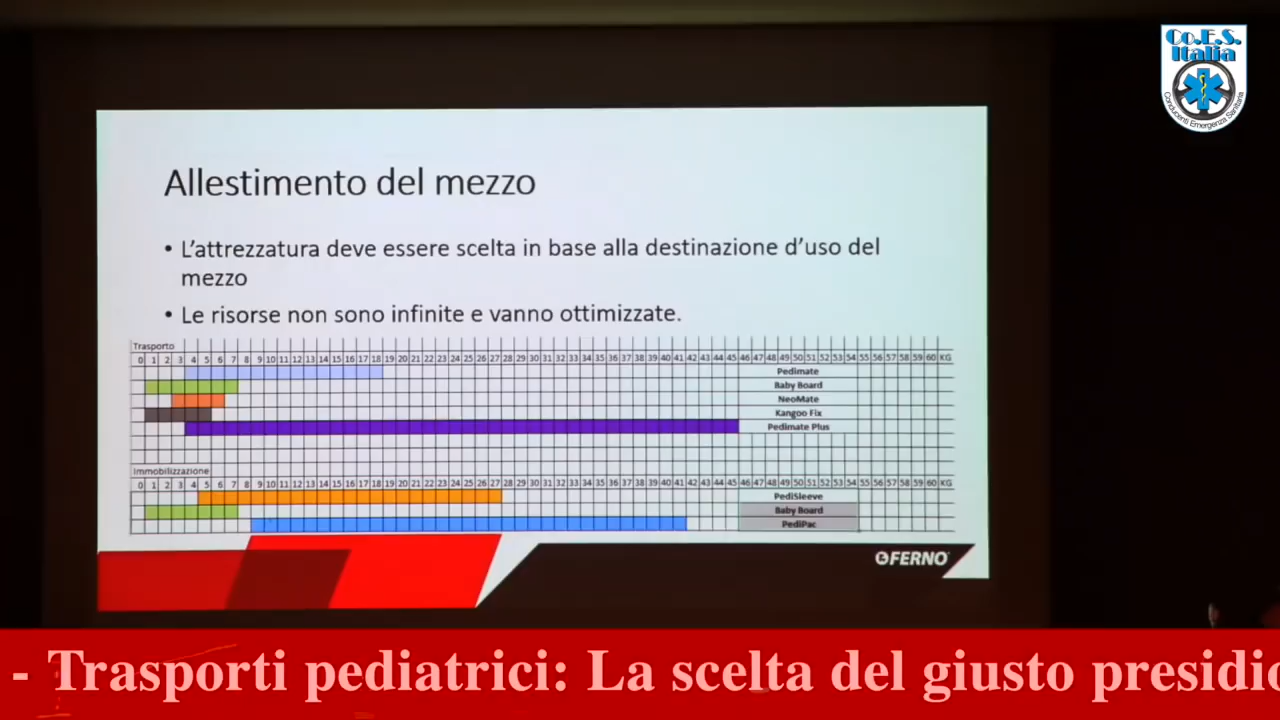 Co.E.S.
Italia
Conducenti Emergenza Sanitaria
Allestimento del mezzo
• L'attrezzatura deve essere scelta in base alla destinazione d'uso del
mezzo
• Le risorse non sono infinite e vanno ottimizzate.
Trasporto
0 1 2 3 4 5 6 7 8 9 10 11 12 13 14 15 16 17 18 19 20 21 22 23 24 25 26 27 28 29 30 31 32 33 34 35 36 37 38 39 40 41 42 43 44 45 46 47 48 49 50 51 52 53 54 55 56 57 58 59 60 KG
Pedimate
Baby Board
NeoMate
Kangoo Fix
Pedimate Plus
Immobilizzazione
0 1 2 3 4 5 6 7 8 9 10 11 12 13 14 15 16 17 18 19 20 21 22 23 24 25 26 27 28 29 30 31 32 33 34 35 36 37 38 39 40 41 42 43 44 45 46 47 48 49 50 51 52 53 54 55 56 57 58 59 60 KG
PediSleeve
Baby Board
PediPac
FERNO
- Trasporti pediatrici: La scelta del giusto presidio